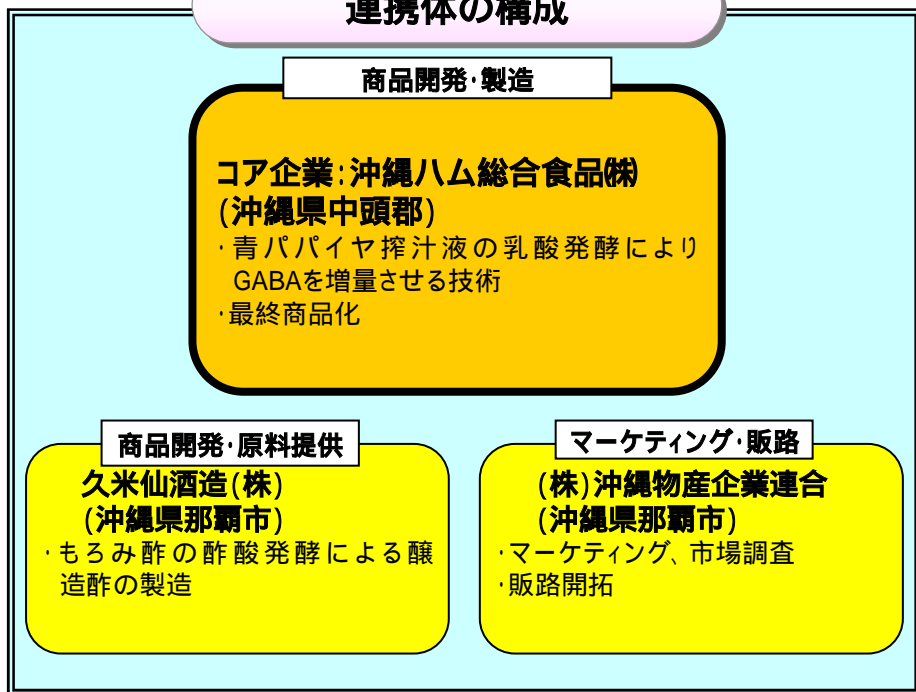 連携体の構成
商品開発・製造
コア企業:沖縄ハム総合食品㈱
(沖縄県中頭郡)
・青パパイヤ搾汁液の乳酸発酵により
GABAを増量させる技術
・最終商品化
商品開発・原料提供
久米仙酒造(株)
(沖縄県那覇市)
・もろみ酢の酢酸発酵による醸
造酢の製造
マーケティング・販路
(株)沖縄物産企業連合
(沖縄県那覇市)
・マーケティング、市場調査
・販路開拓